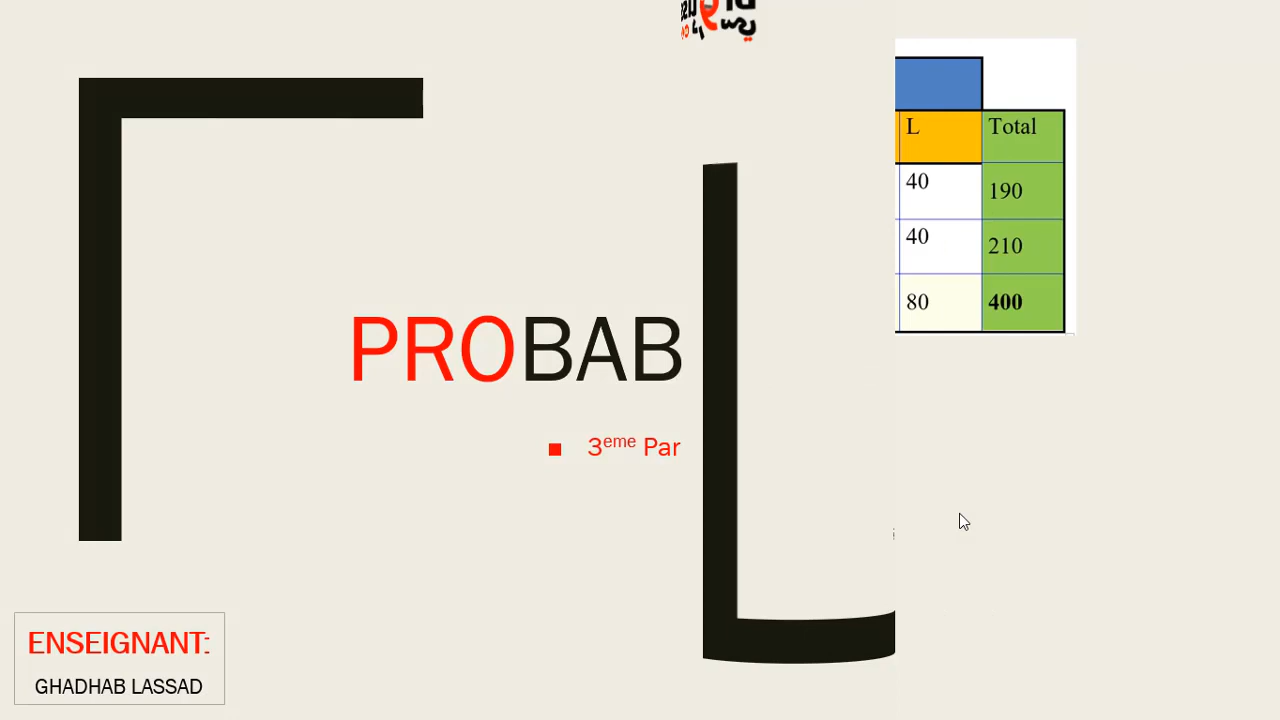 L Total
40 190
40 210
80 400
PROBAB
3eme Par
ENSEIGNANT:
GHADHAB LASSAD